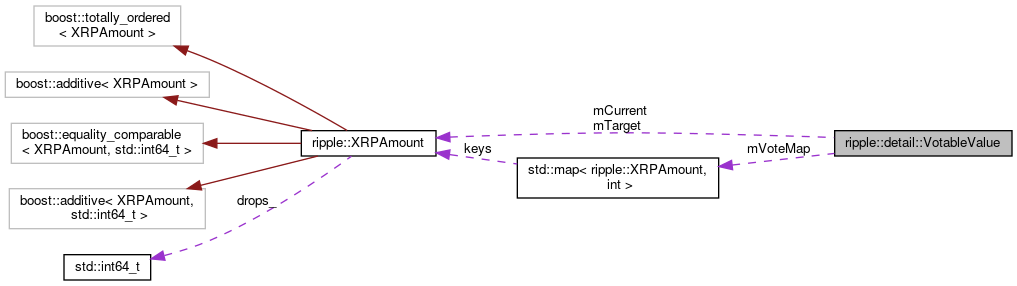 boost::totally_ordered
< XRPAmount >
boost::additive< XRPAmount >
boost::equality_comparable
< XRPAmount, std::int64_t >
boost::additive< XRPAmount,
std::int64_t >
std::int64_t
drops_
ripple::XRPAmount
keys
mCurrent
mTarget
std::map< ripple::XRPAmount,
int >
mVoteMap
ripple::detail::VotableValue